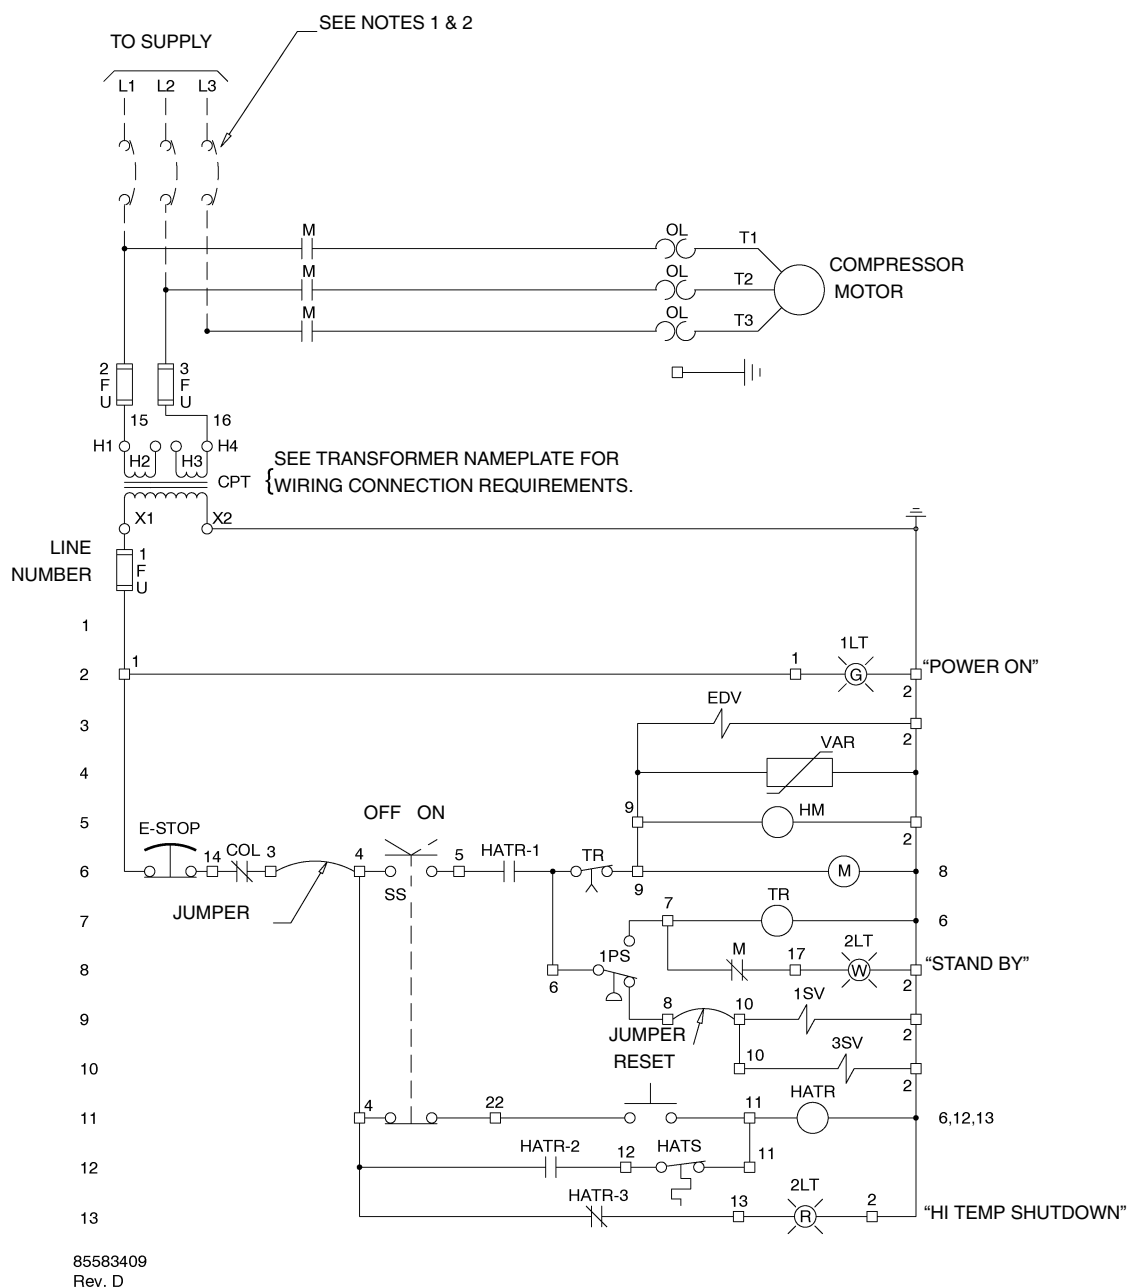 SEE NOTES 1 & 2
TO SUPPLY
L1 L2 L3
M OL T1
COMPRESSOR
MOTOR
M OL T2
M OL T3
2
F
U
3
F
U
15 16
H1 H2 H3 H4
CPT
{SEE TRANSFORMER NAMEPLATE FOR
WIRING CONNECTION REQUIREMENTS.
X1 X2
LINE
NUMBER
1
F
U
1
2 1 1 1LT G 2 “POWER ON”
3 EDV 2
4 VAR
OFF ON
5 9 HM 2
E-STOP
6 14 COL 3 4 SS 5 HATR-1 TR 9 M 8
JUMPER
7 7 TR 6
8 6 1PS M 17 2LT W 2 “STAND BY”
9 8 10 1SV 2
JUMPER
RESET
10 10 3SV 2
11 4 22 11 HATR 6,12,13
12 HATR-2 12 HATS 11
13 HATR-3 13 2LT R 2 “HI TEMP SHUTDOWN”
85583409
Rev. D